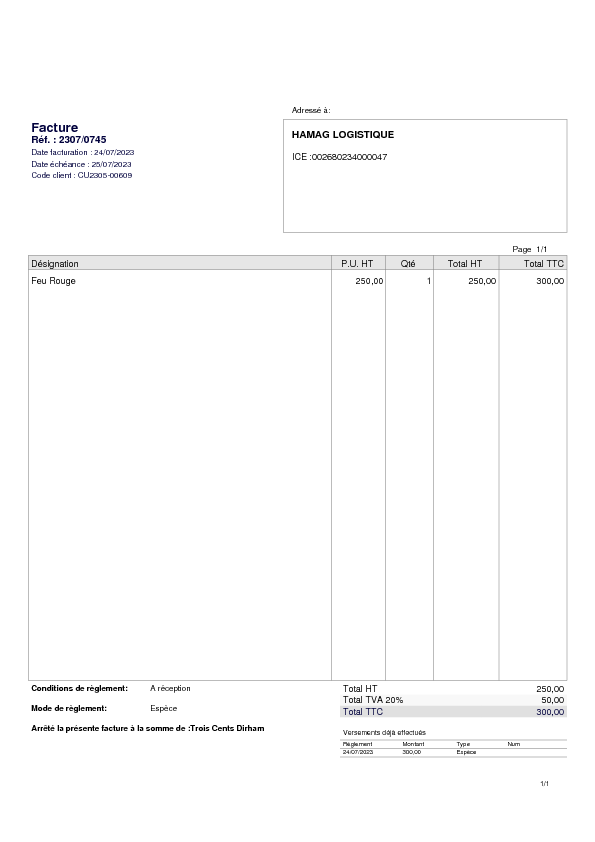 Adressé à:
Facture
Réf. : 2307/0745
Date facturation : 24/07/2023
Date échéance : 25/07/2023
Code client : CU2305-00609
HAMAG LOGISTIQUE
ICE :002680234000047
Page 1/1
Désignation P.U. HT Qté Total HT Total TTC
Feu Rouge 250,00 1 250,00 300,00
Conditions de règlement: A réception
Mode de règlement: Espèce
Arrêté la présente facture à la somme de :Trois Cents Dirham
Total HT 250,00
Total TVA 20% 50,00
Total TTC 300,00
Versements déjà effectués
Règlement Montant Type Num
24/07/2023 300,00 Espèce
1/1